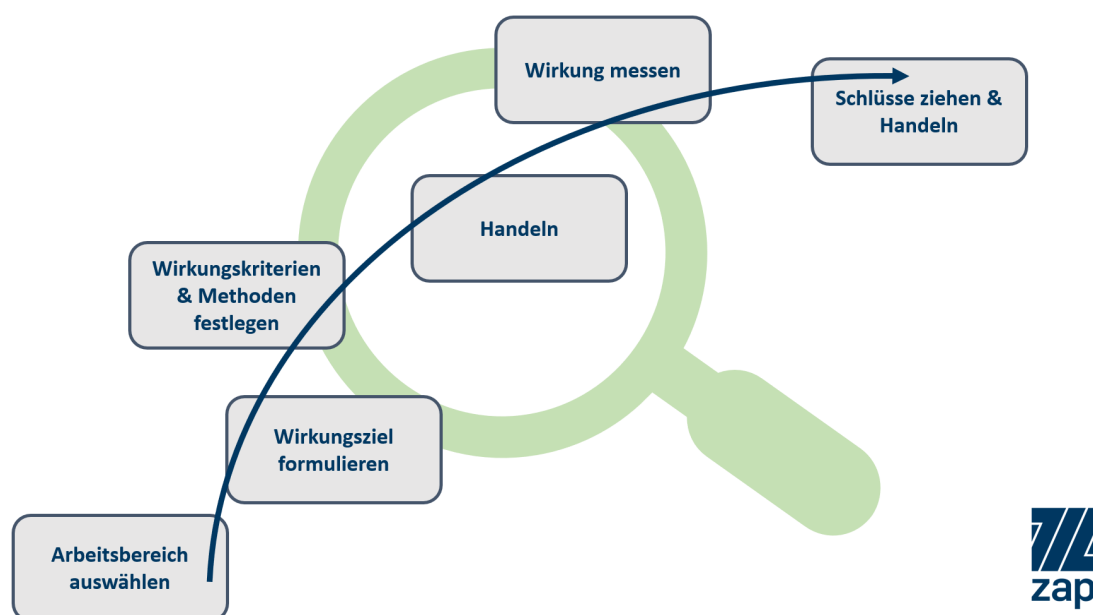 Arbeitsbereich
auswählen
Wirkungsziel
formulieren
Wirkungskriterien
& Methoden
festlegen
Handeln
Wirkung messen
Schlüsse ziehen &
Handeln
zap